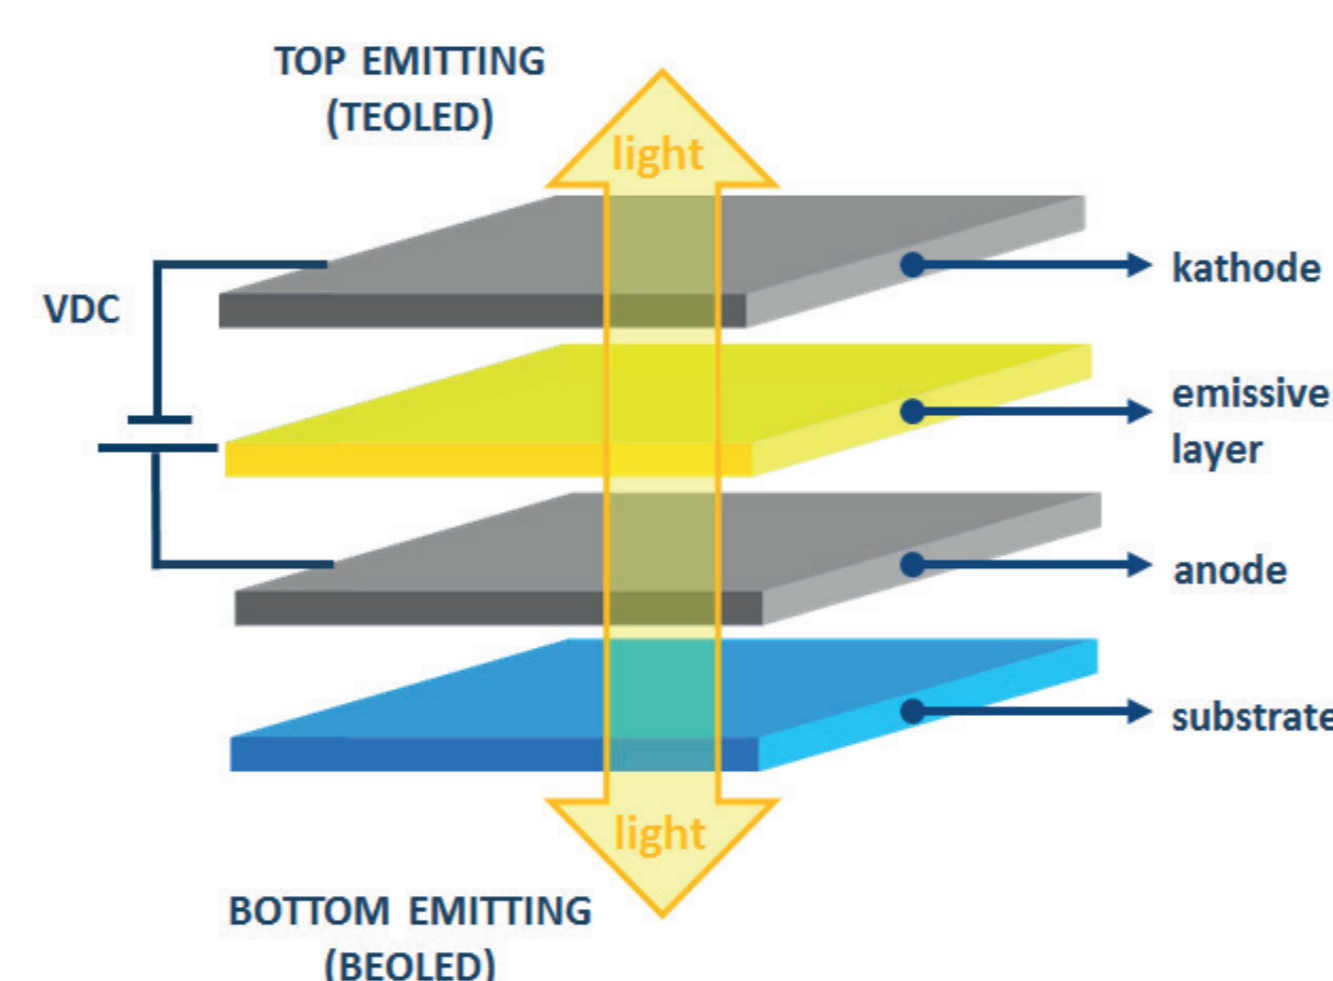 TOP EMITTING
(TEOLED)
light
kathode
VDC
emissive
layer
anode
substrate
light
BOTTOM EMITTING
(BEOLED)